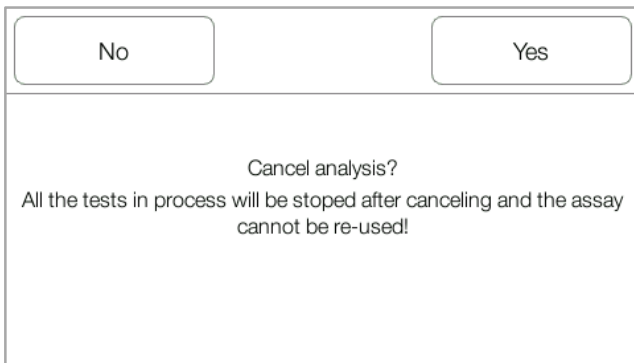 No
Yes
Cancel analysis?
All the tests in process will be stoped after canceling and the assay
cannot be re-used!